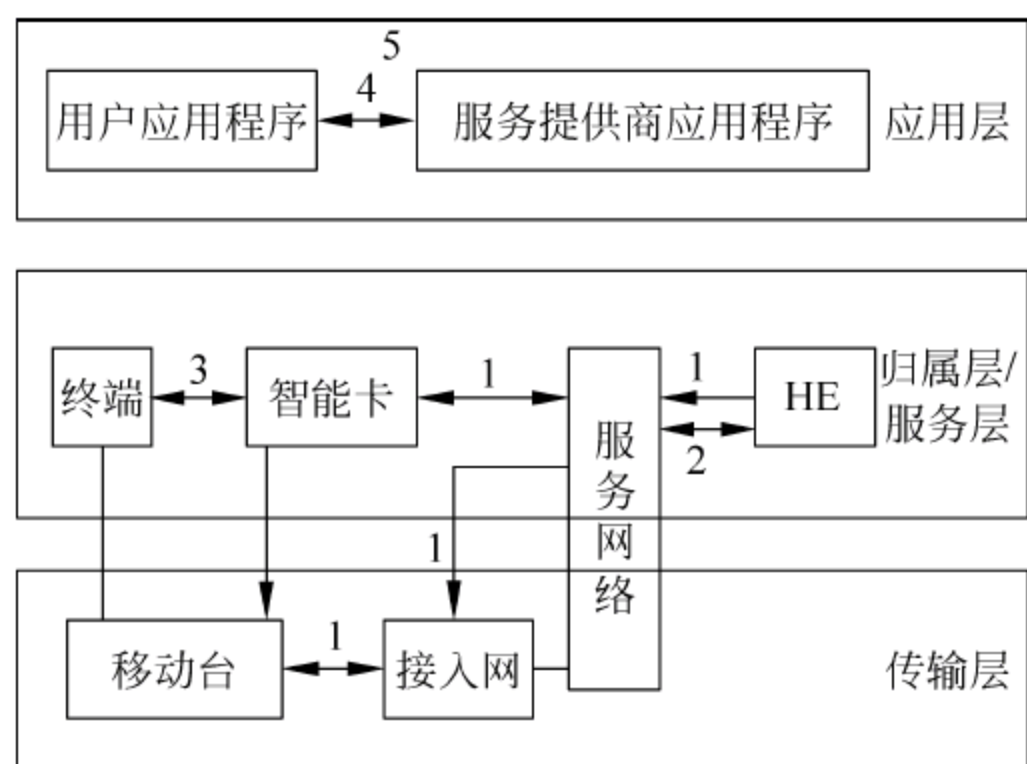 5
用户应用程序
4
服务提供商应用程序
应用层
终端
3
智能卡
1
服务网络
1
2
HE
归属层/
服务层
1
移动台
1
接入网
传输层